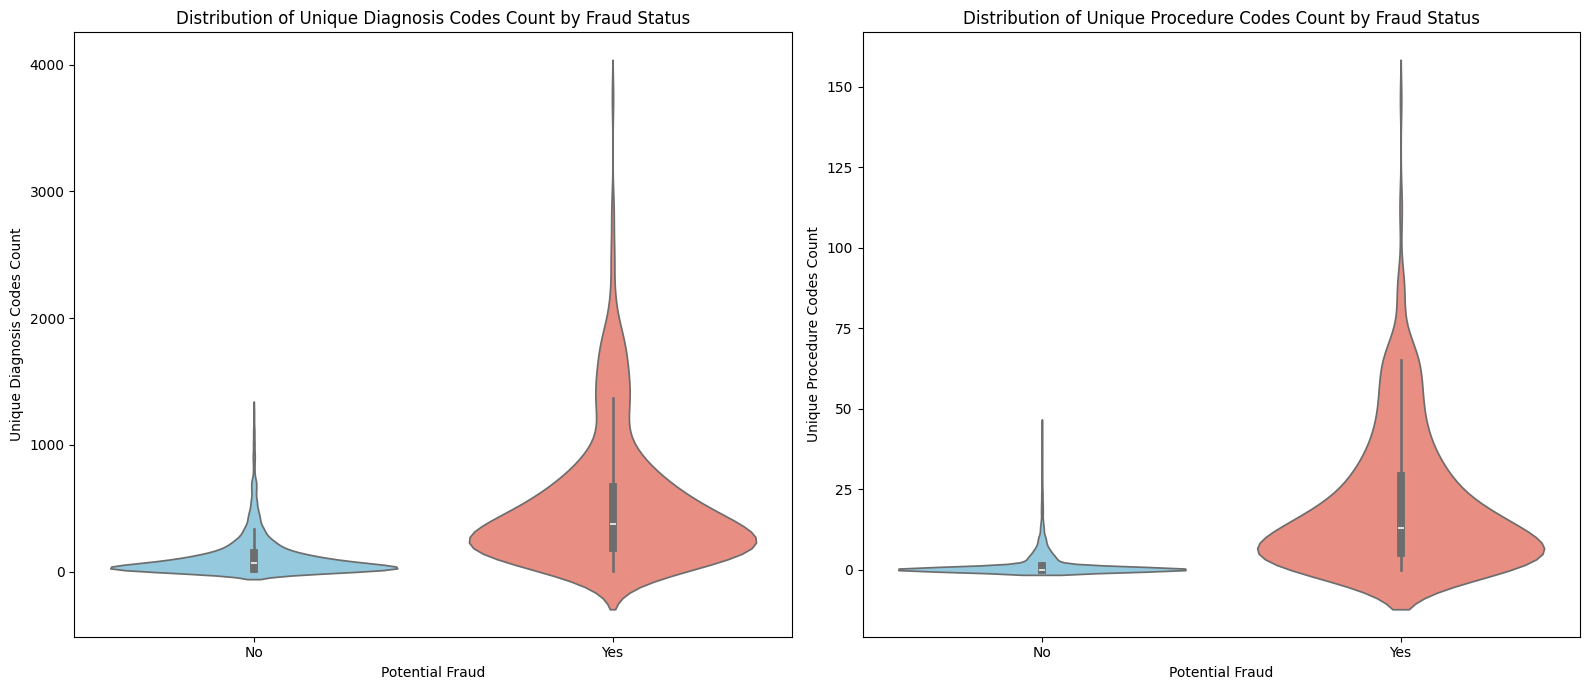 Distribution of Unique Diagnosis Codes Count by Fraud Status
4000
3000
2000
1000
0
Unique Diagnosis Codes Count
No
Yes
Potential Fraud
Distribution of Unique Procedure Codes Count by Fraud Status
150
125
100
75
50
25
0
Unique Procedure Codes Count
No
Yes
Potential Fraud